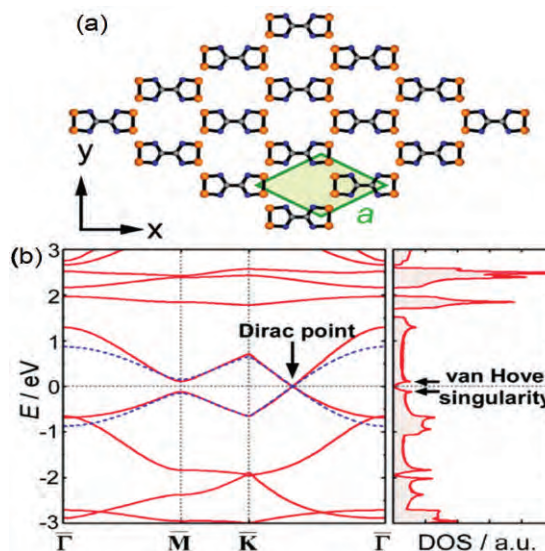 (a)
y
x
a
(b)
3
2
1
0
-1
-2
-3
E / eV
Dirac point
van Hove
singularity
Γ̅ M̅ K̅ Γ̅
DOS / a.u.